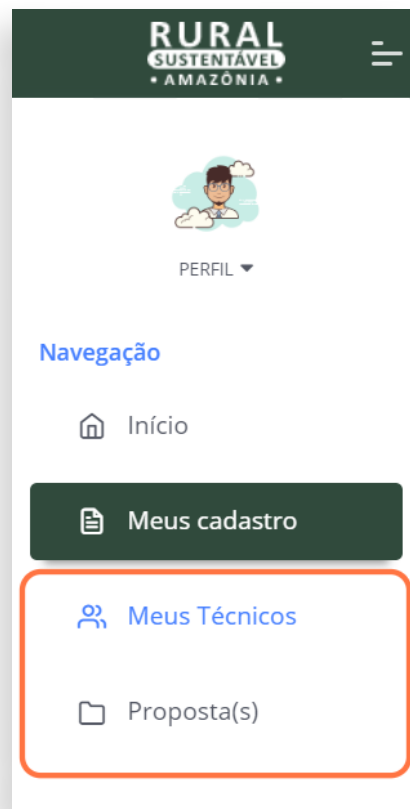 RURAL
SUSTENTÁVEL
• AMAZÔNIA •
PERFIL
Navegação
Início
Meus cadastro
Meus Técnicos
Proposta(s)